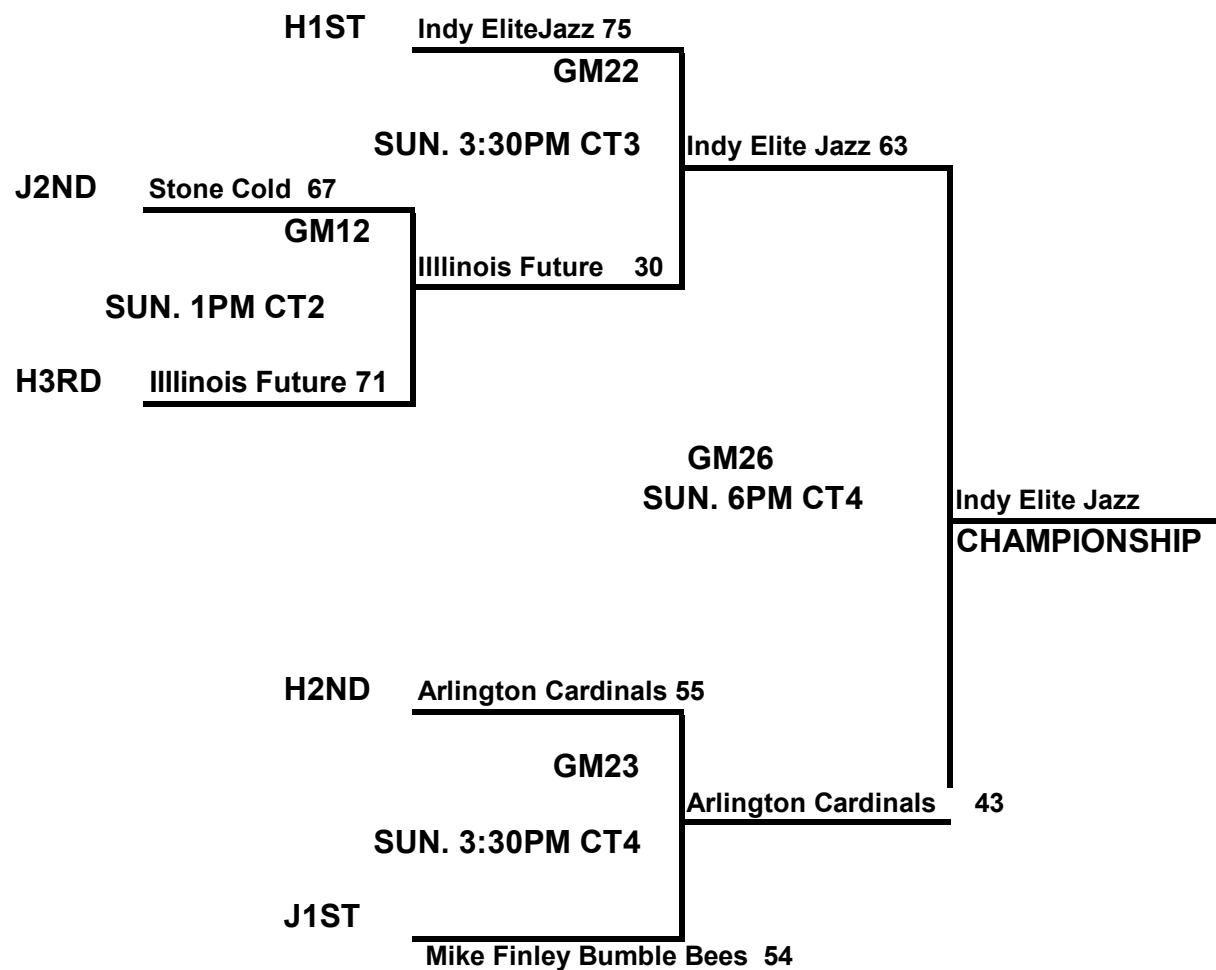 H1ST Indy EliteJazz 75
GM22
SUN. 3:30PM CT3 Indy Elite Jazz 63
J2ND Stone Cold 67
GM12
Illlinois Future 30
SUN. 1PM CT2
H3RD Illlinois Future 71
GM26
SUN. 6PM CT4 Indy Elite Jazz
CHAMPIONSHIP
H2ND Arlington Cardinals 55
GM23
Arlington Cardinals 43
SUN. 3:30PM CT4
J1ST
Mike Finley Bumble Bees 54